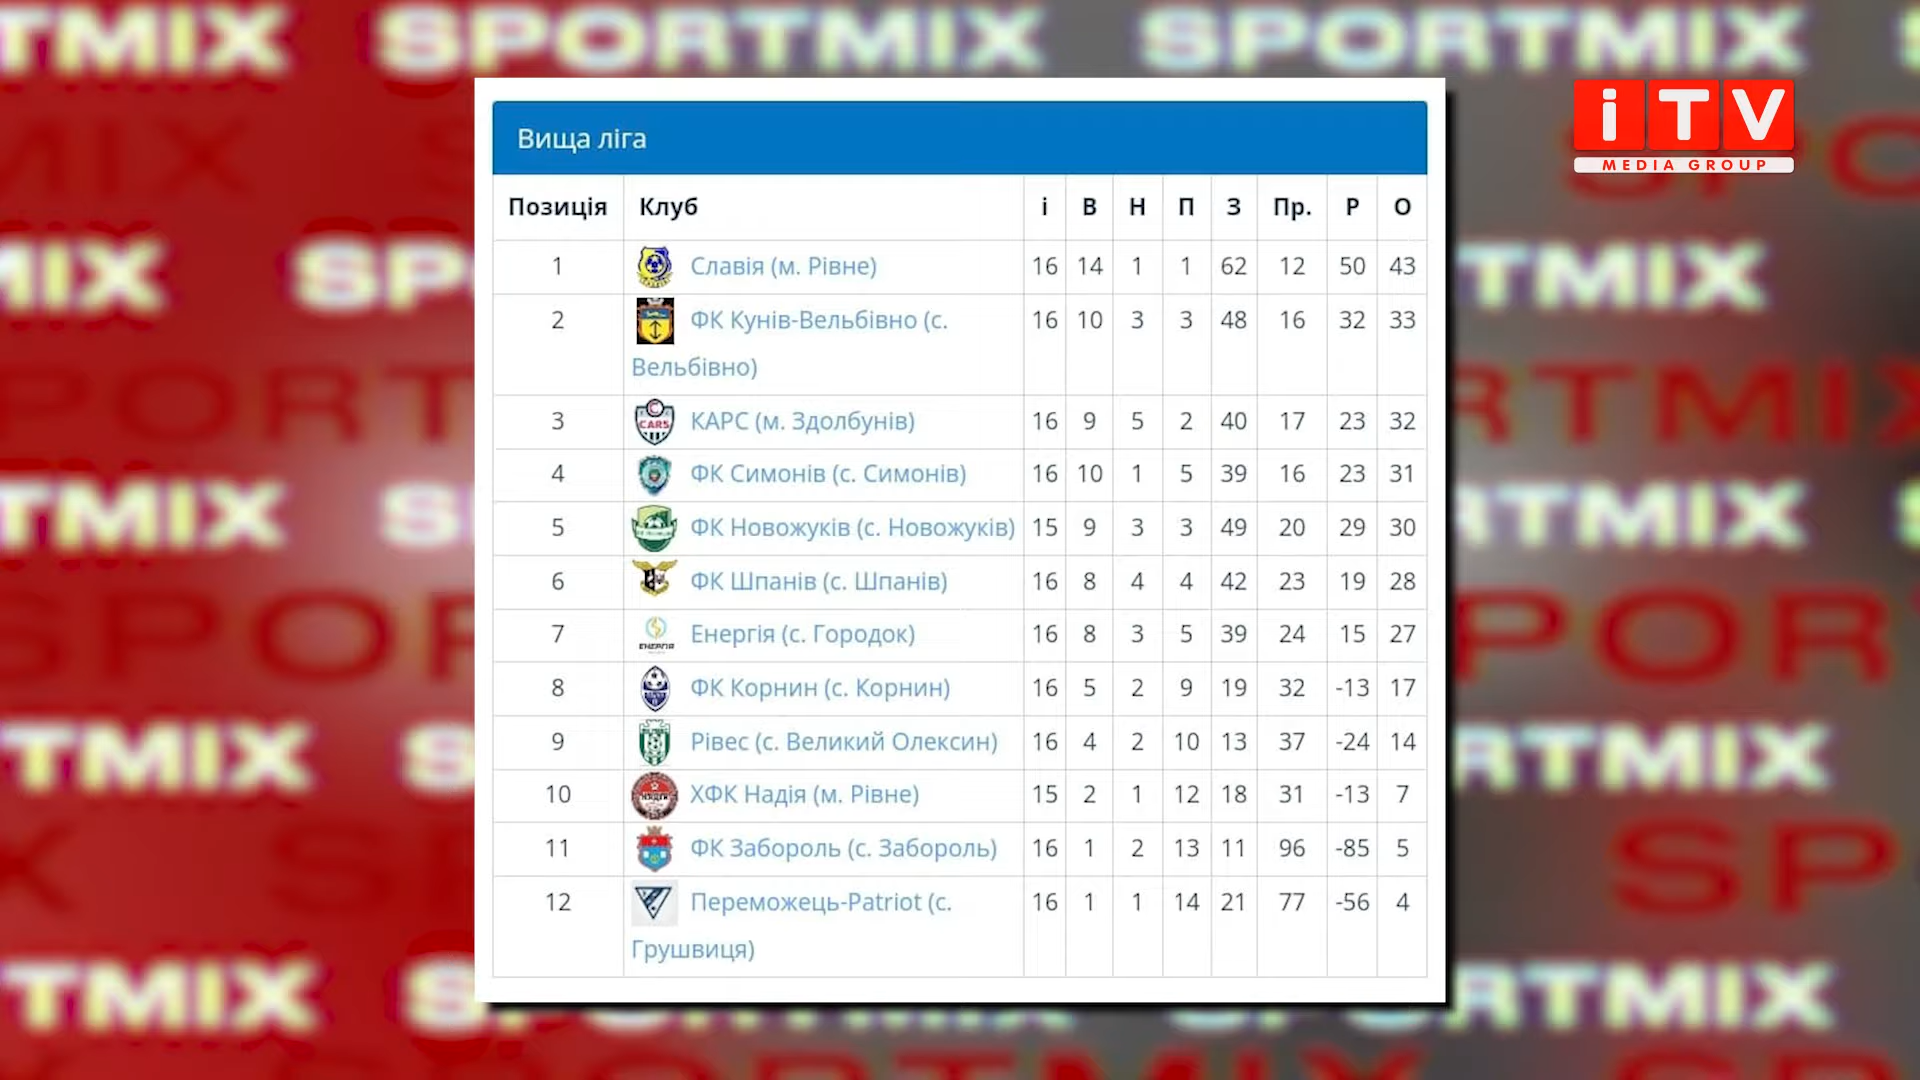 TMIX SPORTMIX SPORTMIX
iTV
MEDIA GROUP
Вища ліга
Позиція Клуб і В Н П З Пр. Р О
1 Славія (м. Рівне) 16 14 1 1 62 12 50 43
2 ФК Кунів-Вельбівно (с. 16 10 3 3 48 16 32 33
Вельбівно)
3 CARS КАРС (м. Здолбунів) 16 9 5 2 40 17 23 32
4 ФК Симонів (с. Симонів) 16 10 1 5 39 16 23 31
5 ФК Новожуків (с. Новожуків) 15 9 3 3 49 20 29 30
6 ФК Шпанів (с. Шпанів) 16 8 4 4 42 23 19 28
7 ЕНЕРГІЯ Енергія (с. Городок) 16 8 3 5 39 24 15 27
8 ФК Корнин (с. Корнин) 16 5 2 9 19 32 -13 17
9 Рівес (с. Великий Олексин) 16 4 2 10 13 37 -24 14
10 ХФК Надія (м. Рівне) 15 2 1 12 18 31 -13 7
11 ФК Забороль (с. Забороль) 16 1 2 13 11 96 -85 5
12 Переможець-Patriot (с. 16 1 1 14 21 77 -56 4
Грушвиця)